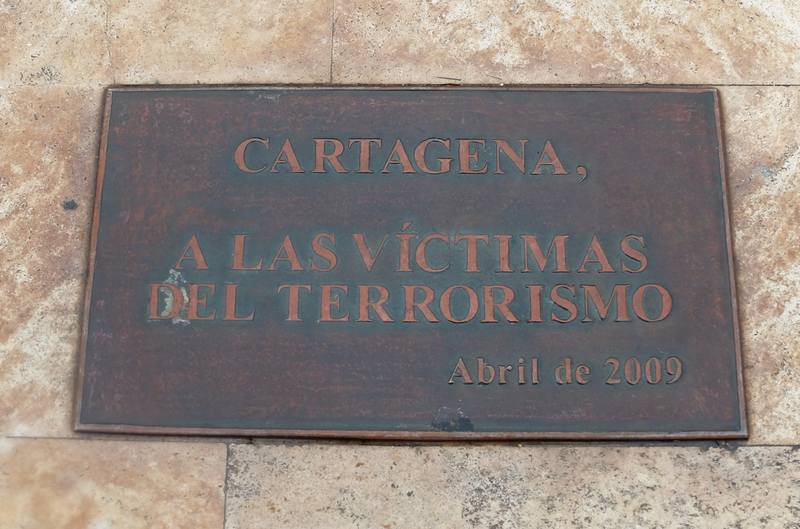 CARTAGENA,
A LAS VÍCTIMAS
DEL TERRORISMO
Abril de 2009